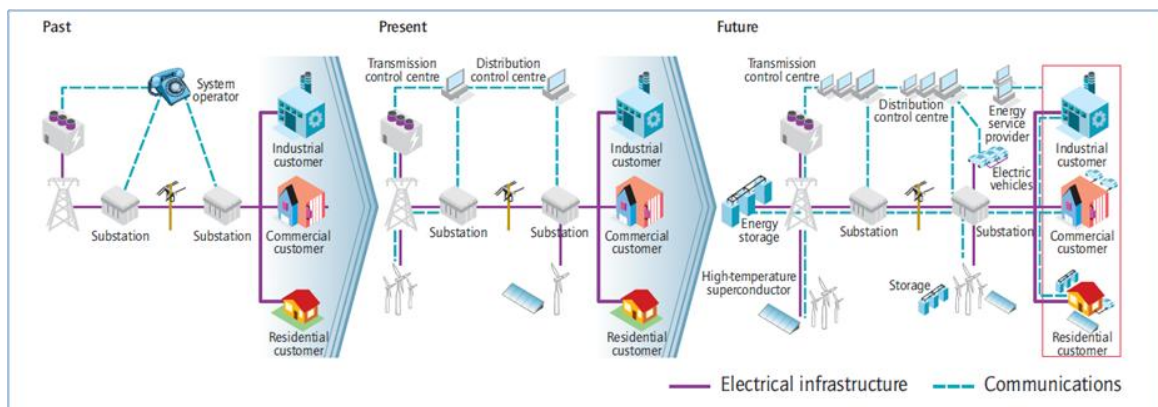 Past
System
operator
Industrial
customer
Substation
Substation
Commercial
customer
Residential
customer
Present
Transmission
control centre
Distribution
control centre
Industrial
customer
Substation
Substation
Commercial
customer
Residential
customer
Future
Transmission
control centre
Distribution
control centre
Energy
service
provider
Industrial
customer
Electric
vehicles
Energy
storage
Substation
Substation
Commercial
customer
High-temperature
superconductor
Storage
Residential
customer
Electrical infrastructure
Communications